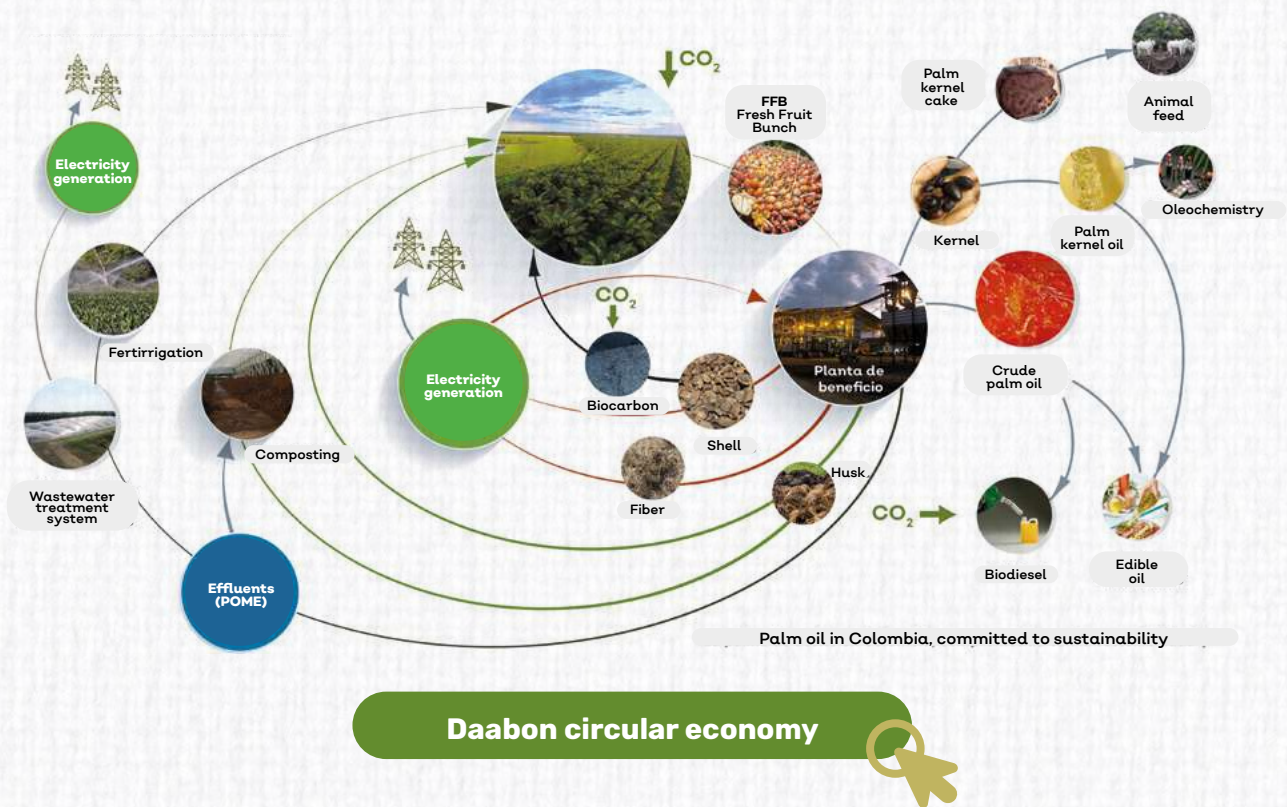 CO₂
FFB
Fresh Fruit
Bunch
Palm
kernel
cake
Animal
feed
Electricity
generation
Kernel
Palm
kernel oil
Oleochemistry
Fertirrigation
CO₂
Electricity
generation
Biocarbon
Shell
Planta de
beneficio
Crude
palm oil
Composting
Fiber
Husk
Wastewater
treatment
system
CO₂
Biodiesel
Edible
oil
Effluents
(POME)
Palm oil in Colombia, committed to sustainability
Daabon circular economy